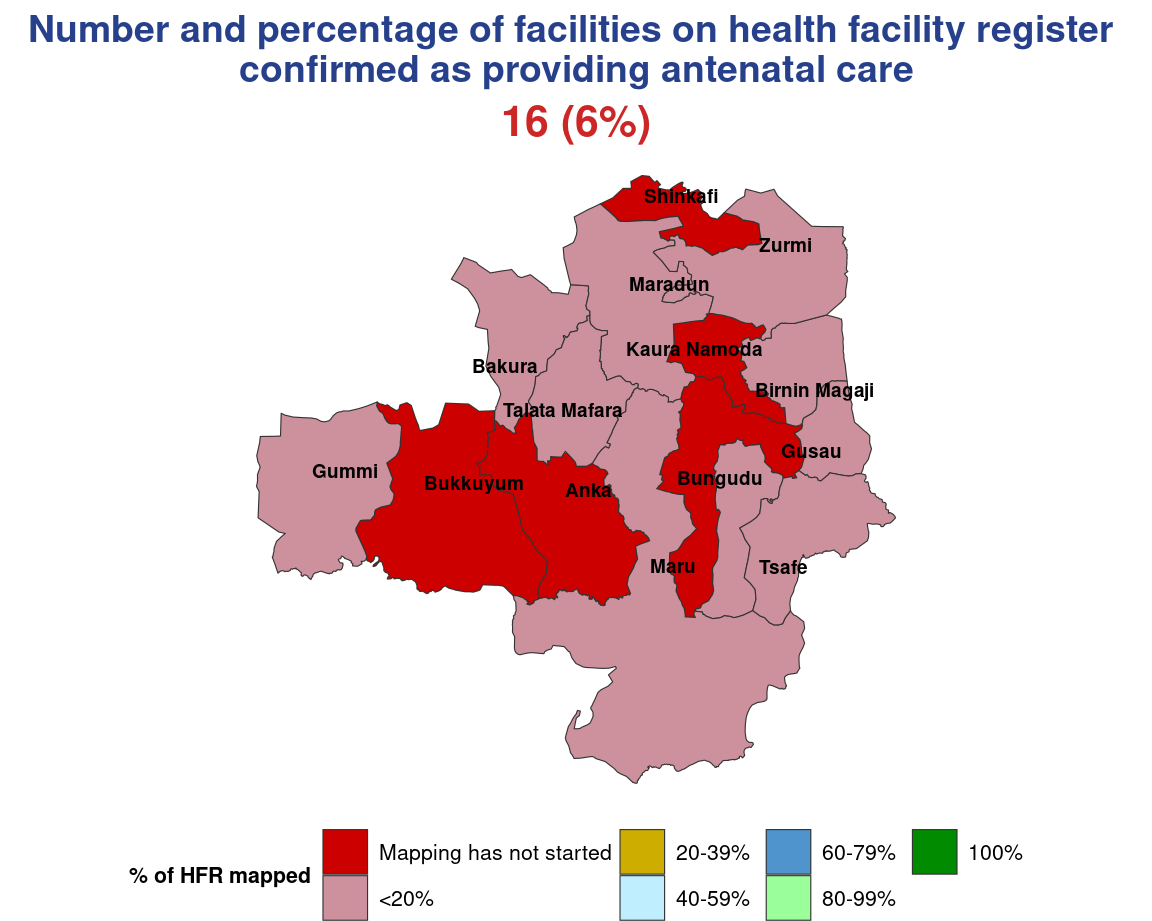 Number and percentage of facilities on health facility register
confirmed as providing antenatal care
16 (6%)
Shinkafi
Zurmi
Maradun
Kaura Namoda
Bakura
Birnin Magaji
Talata Mafara
Gusau
Gummi
Bungudu
Bukkuyum
Anka
Maru
Tsafe
% of HFR mapped
Mapping has not started
<20%
20-39%
40-59%
60-79%
80-99%
100%